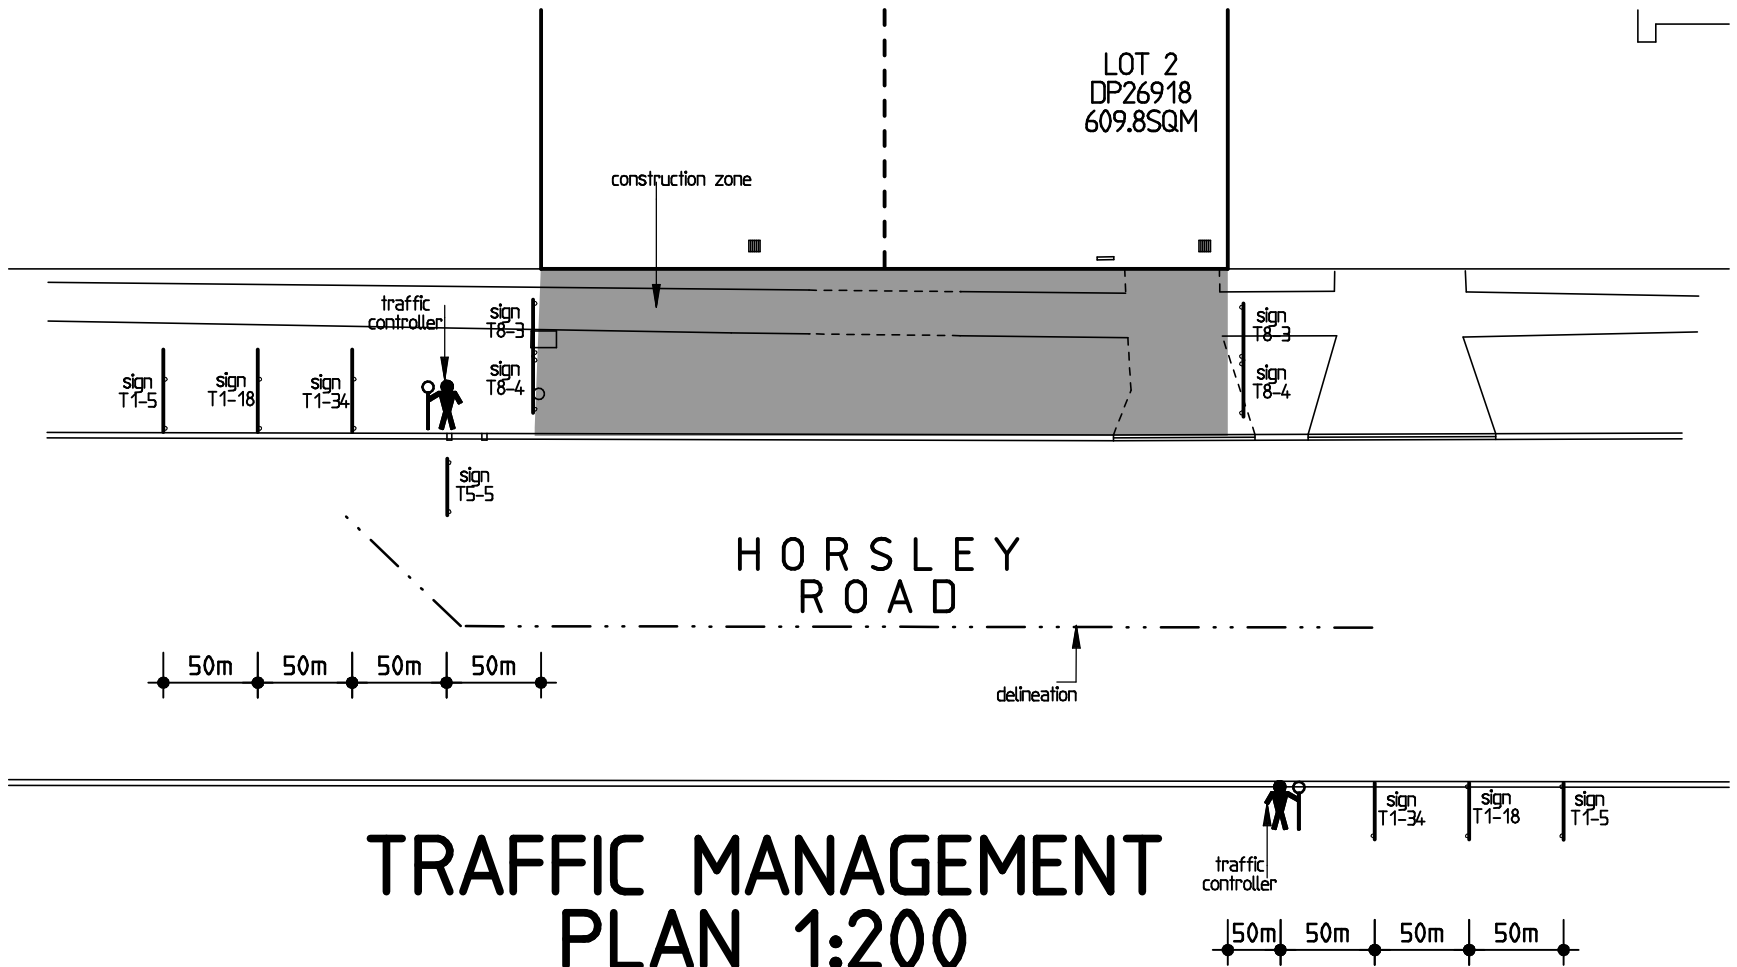 LOT 2
DP26918
609.8SQM
construction zone
traffic
controller
sign
T8-3
sign
T8-3
sign
T8-4
sign
T8-4
sign
T1-5
sign
T1-18
sign
T1-34
sign
T5-5
HORSLEY
ROAD
50m 50m 50m 50m
delineation
sign
T1-34
sign
T1-18
sign
T1-5
traffic
controller
TRAFFIC MANAGEMENT
PLAN 1:200
50m 50m 50m 50m